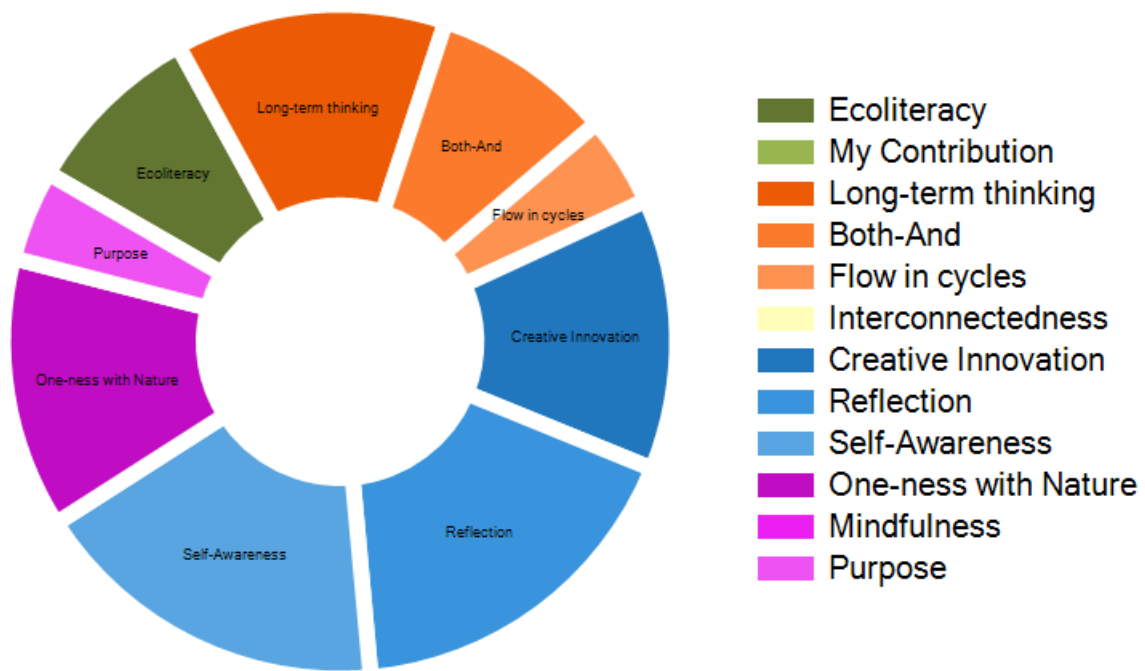 Long-term thinking
Both-And
Ecoliteracy
Flow in cycles
Purpose
Creative Innovation
One-ness with Nature
Reflection
Self-Awareness
Ecoliteracy
My Contribution
Long-term thinking
Both-And
Flow in cycles
Interconnectedness
Creative Innovation
Reflection
Self-Awareness
One-ness with Nature
Mindfulness
Purpose